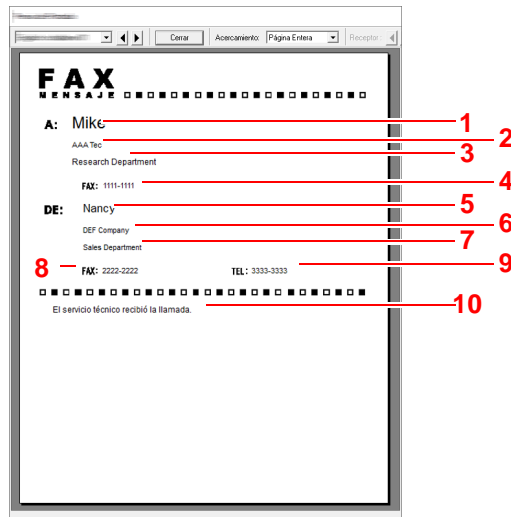 Cerrar Acercamiento: Página Entera Receptor:
FAX
MENSAJE
A: Mike 1
AAA Tec 2
Research Department 3
FAX: 1111-1111 4
DE: Nancy 5
DEF Company 6
Sales Department 7
8 FAX: 2222-2222 TEL: 3333-3333 9
El servicio técnico recibió la llamada. 10